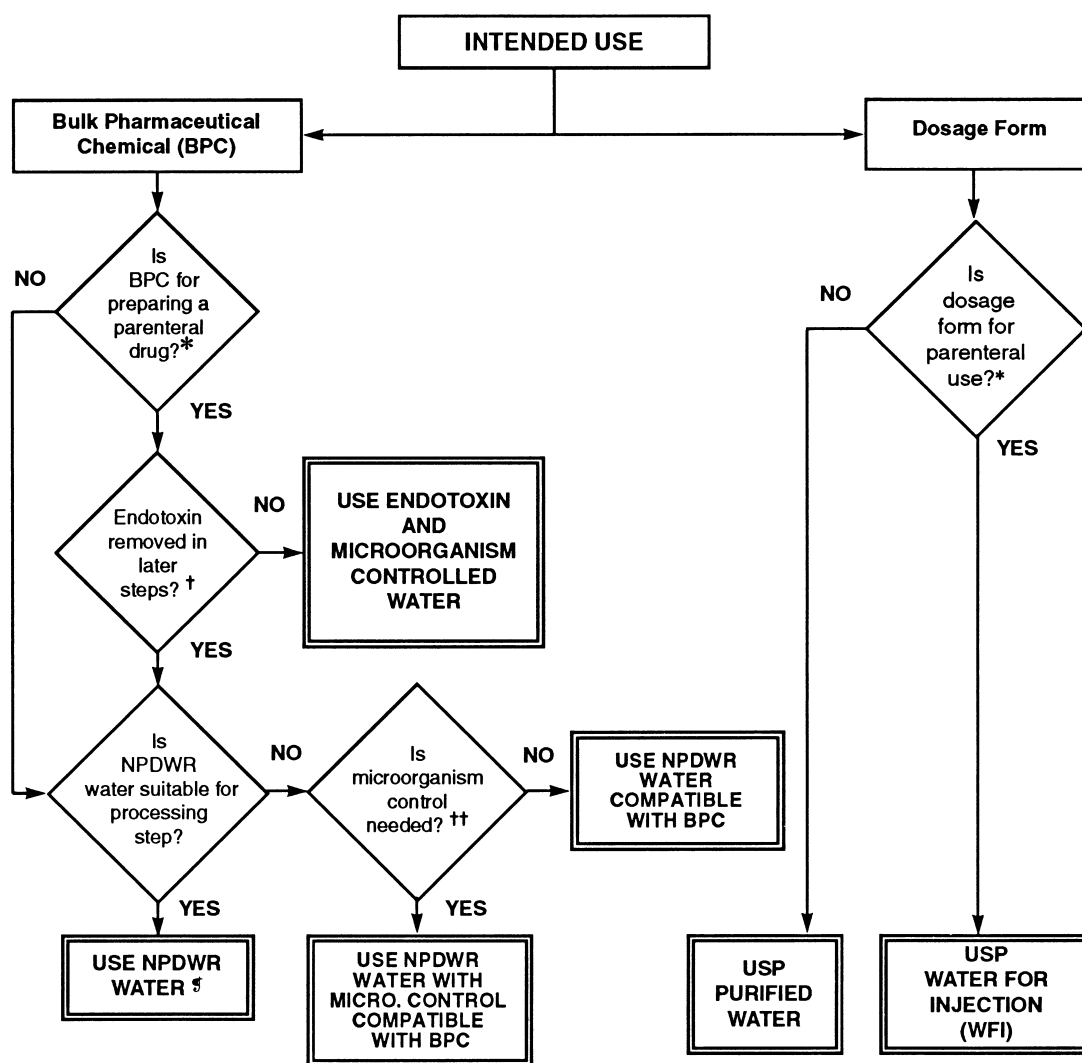 INTENDED USE
Bulk Pharmaceutical
Chemical (BPC)
Dosage Form
Is
BPC for
preparing a
parenteral
drug?*
NO
YES
Is
dosage
form for
parenteral
use?*
NO
YES
Endotoxin
removed in
later
steps? †
NO
YES
USE ENDOTOXIN
AND
MICROORGANISM
CONTROLLED
WATER
Is
NPDWR
water suitable for
processing
step?
NO
YES
Is
microorganism
control
needed? ††
NO
YES
USE NPDWR
WATER
COMPATIBLE
WITH BPC
USE NPDWR
WATER ¶
USE NPDWR
WATER WITH
MICRO. CONTROL
COMPATIBLE
WITH BPC
USP
PURIFIED
WATER
USP
WATER FOR
INJECTION
(WFI)